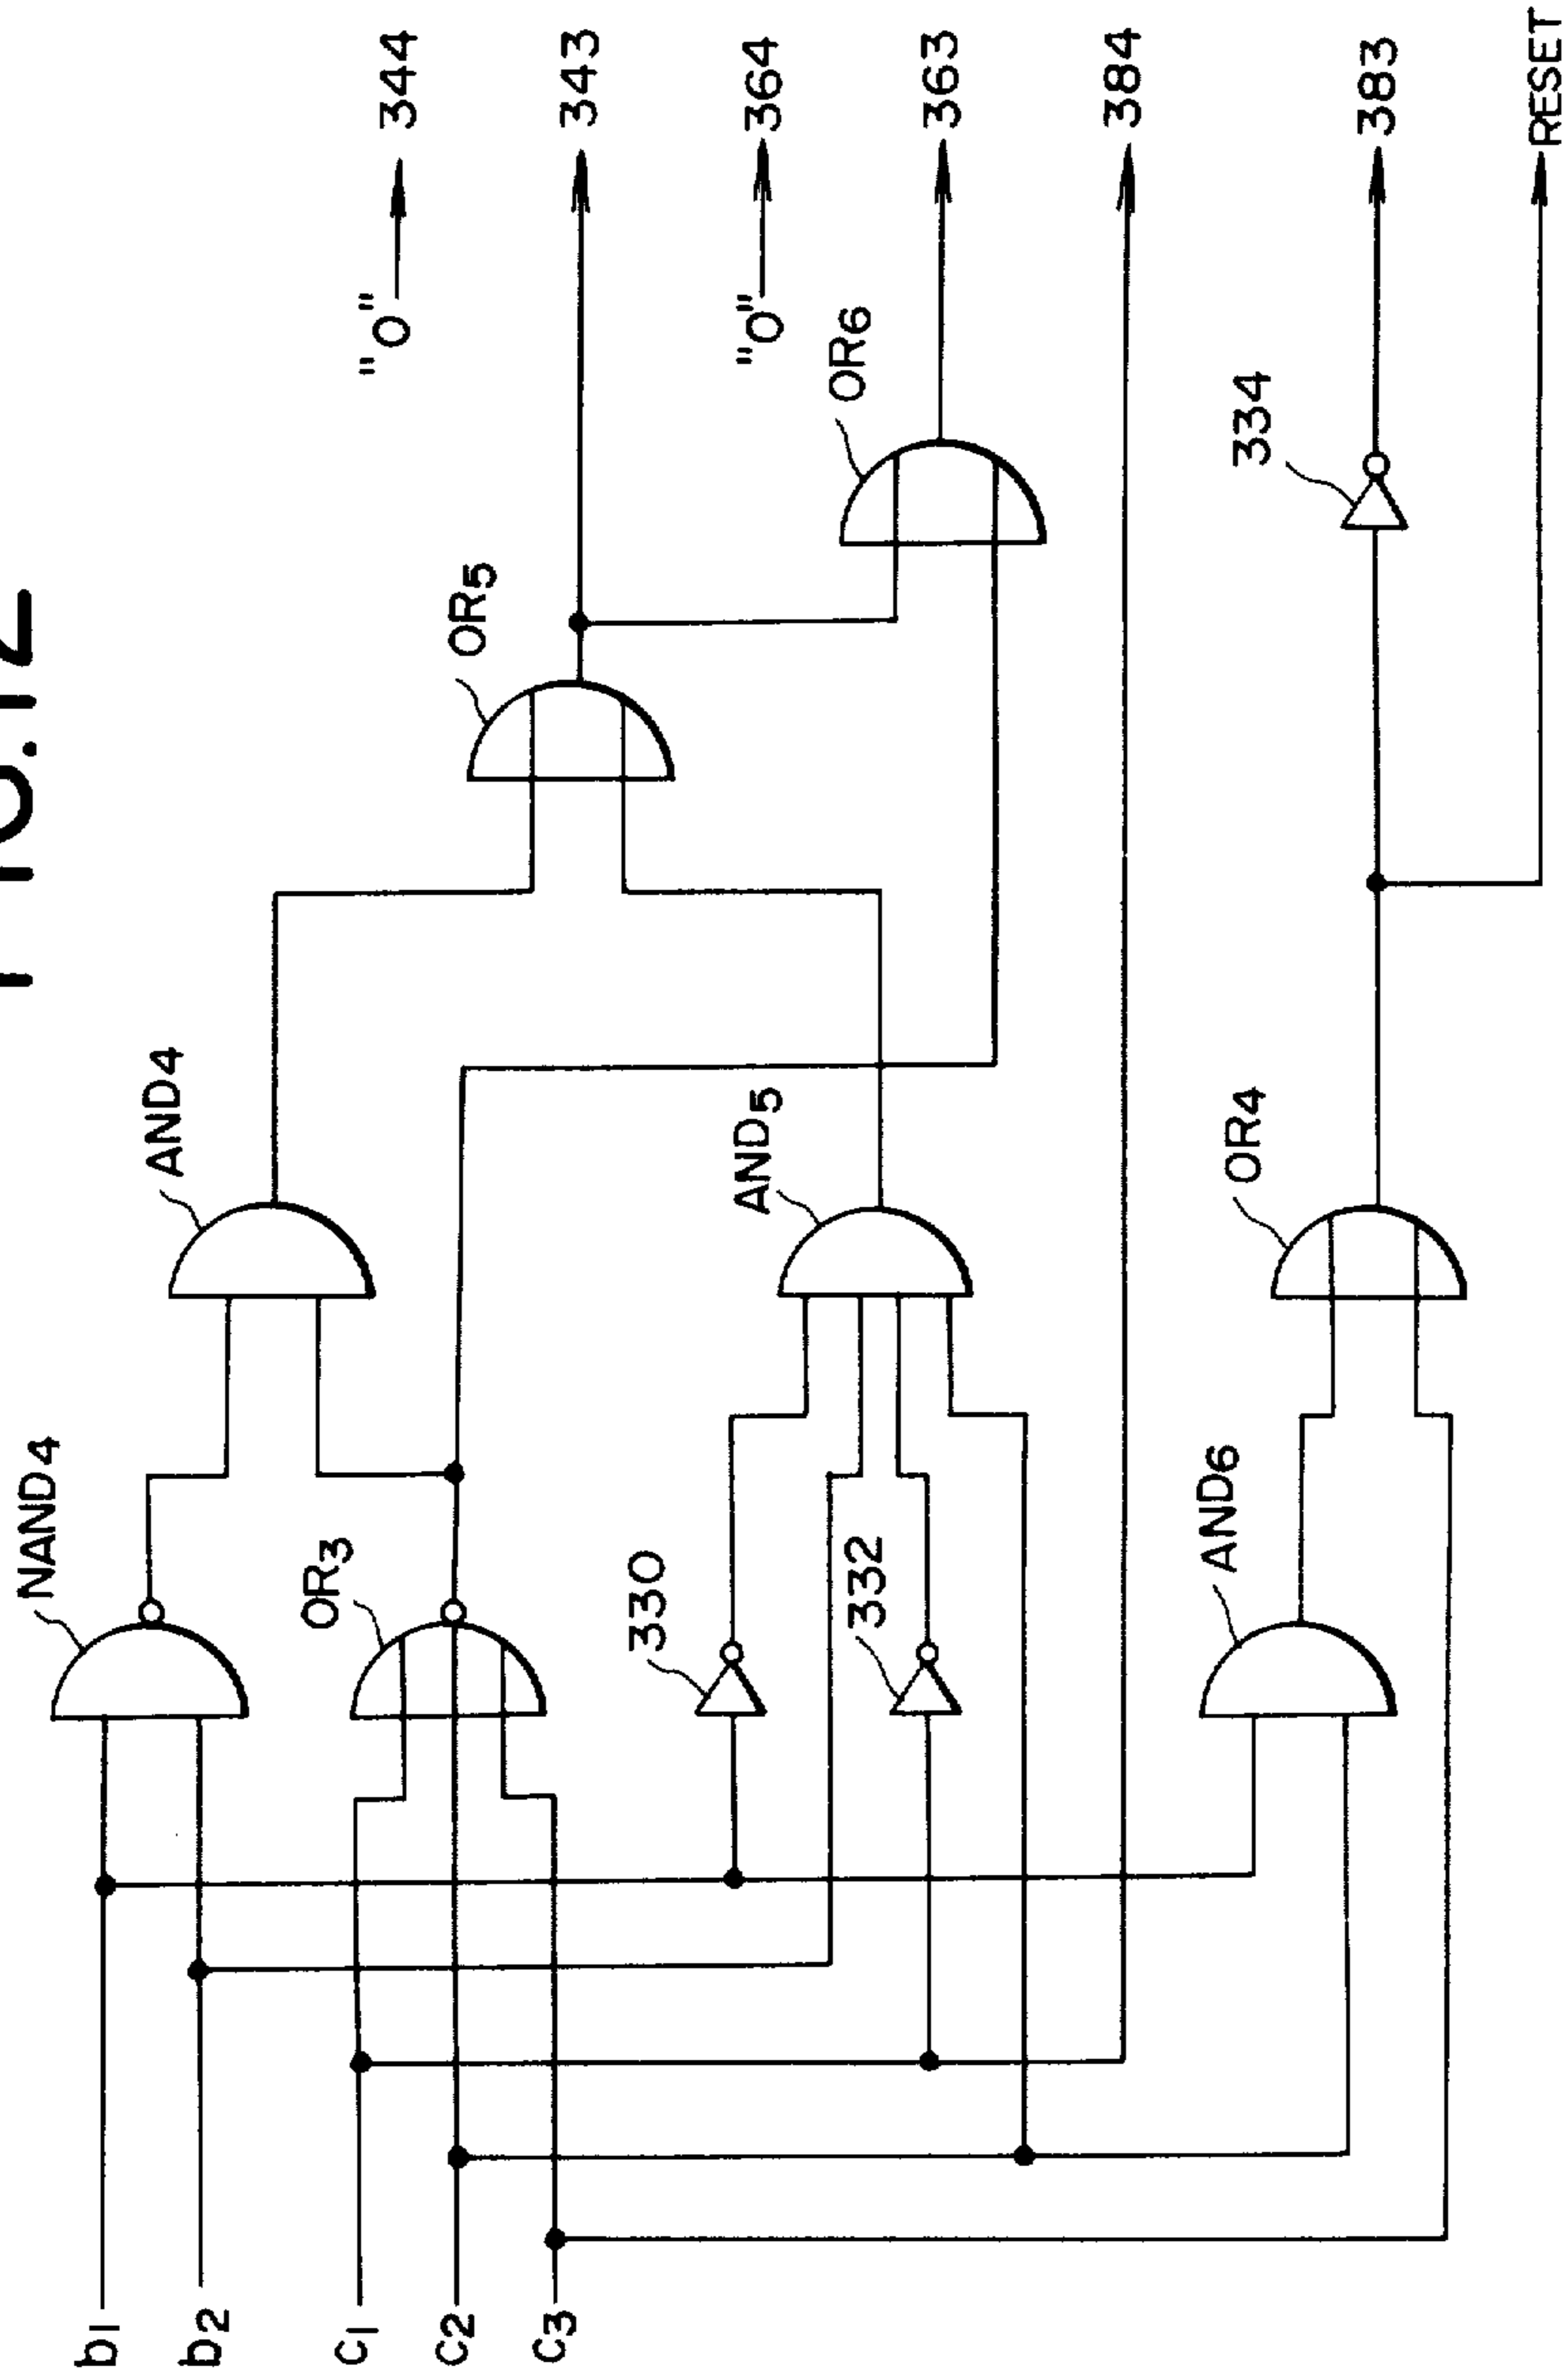 FIG.12
b1
b2
c1
c2
c3
NAND4
OR3
330
332
AND6
AND4
AND5
OR4
OR5
OR6
334
"0"
344
343
"0"
364
363
384
383
RESET